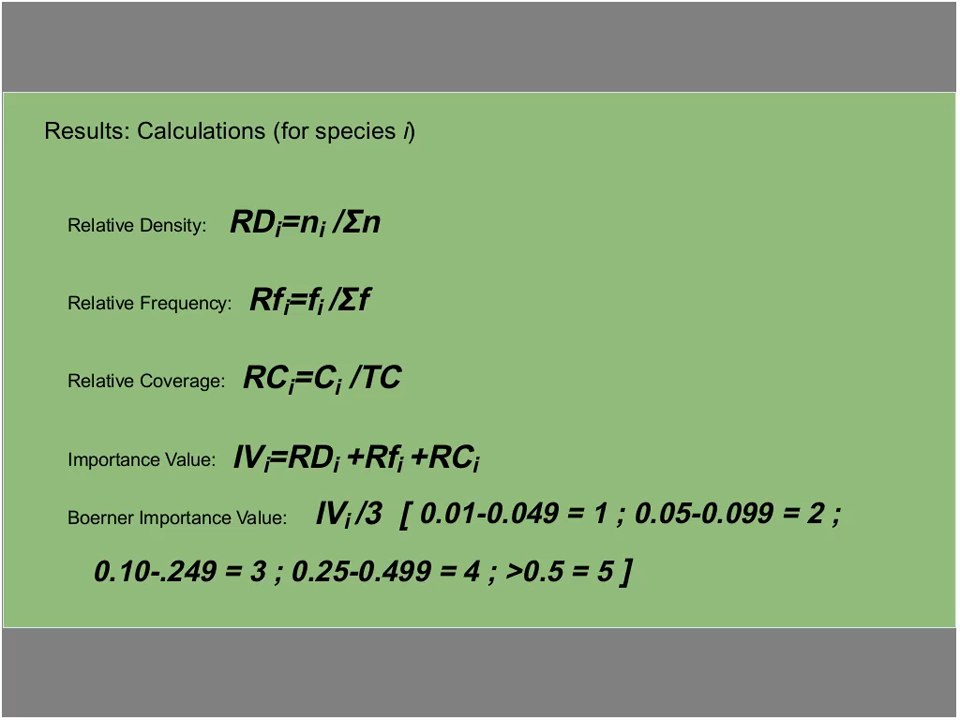 Results: Calculations (for species i)
Relative Density: RDi=ni /Σn
Relative Frequency: Rfi=fi /Σf
Relative Coverage: RCi=Ci /TC
Importance Value: IVi=RDi +Rfi +RCi
Boerner Importance Value: IVi /3 [ 0.01-0.049 = 1 ; 0.05-0.099 = 2 ;
0.10-.249 = 3 ; 0.25-0.499 = 4 ; >0.5 = 5 ]